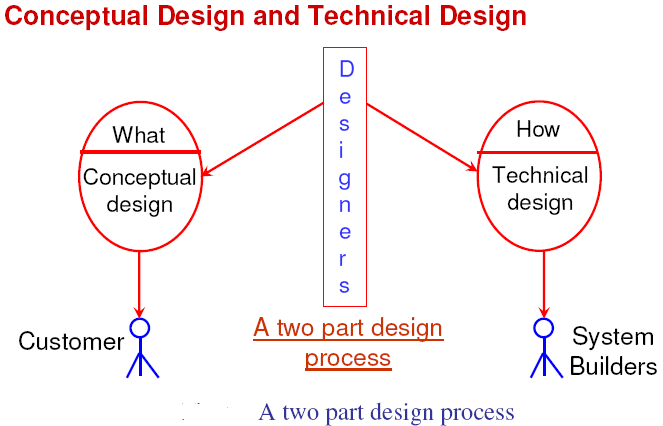 Conceptual Design and Technical Design
Designers
What
Conceptual
design
How
Technical
design
Customer
A two part design
process
System
Builders
A two part design process